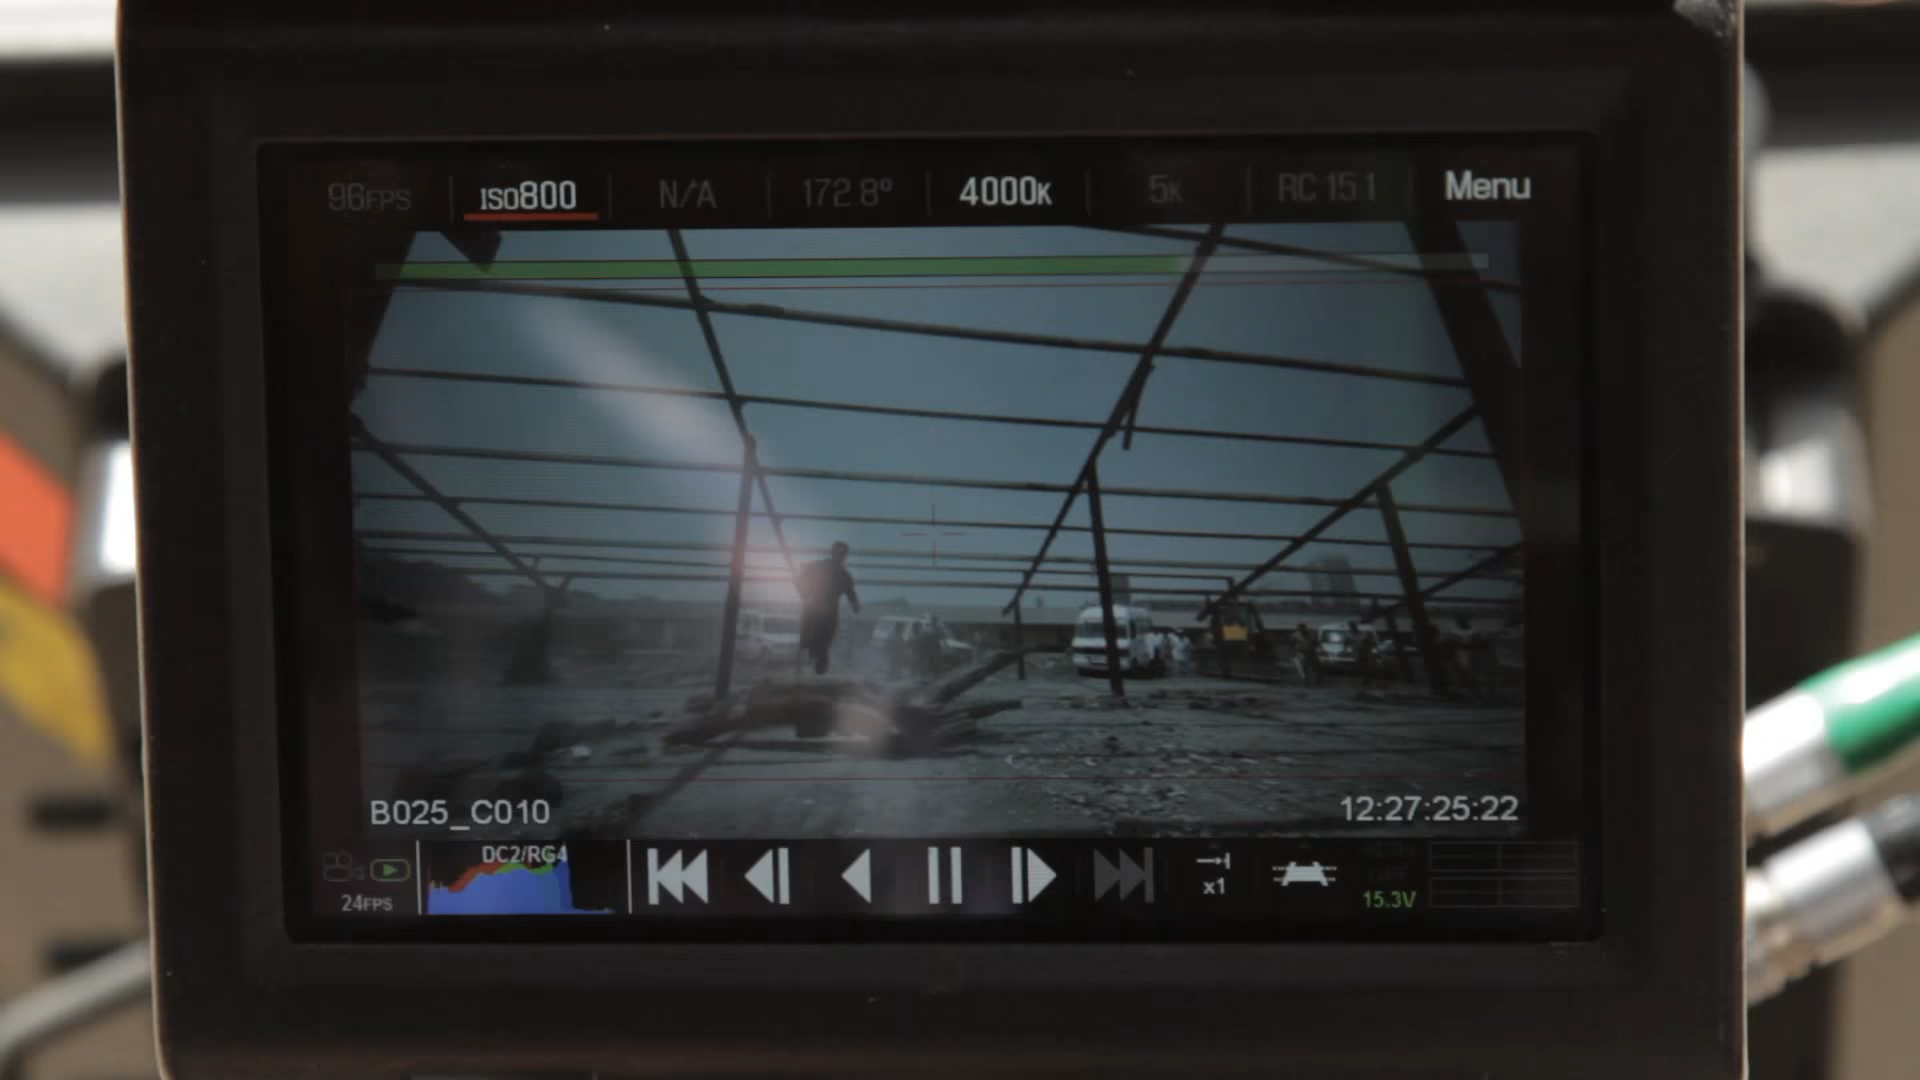 96FPS ISO800 N/A 172.8° 4000K 5K RC 15:1 Menu
B025_C010 12:27:25:22
DC2/RG4
x1
24FPS 15.3V